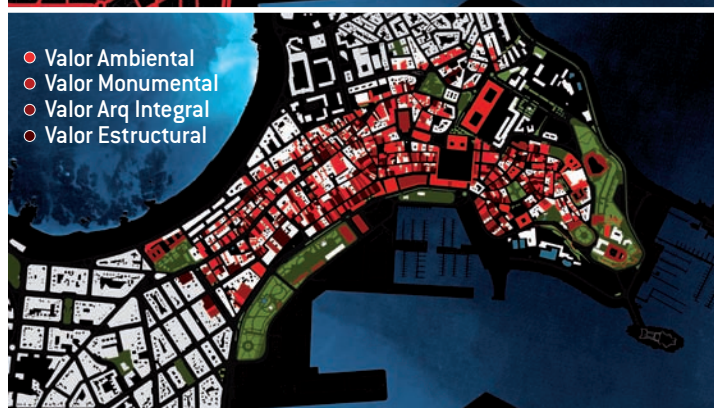 Valor Ambiental
Valor Monumental
Valor Arq Integral
Valor Estructural